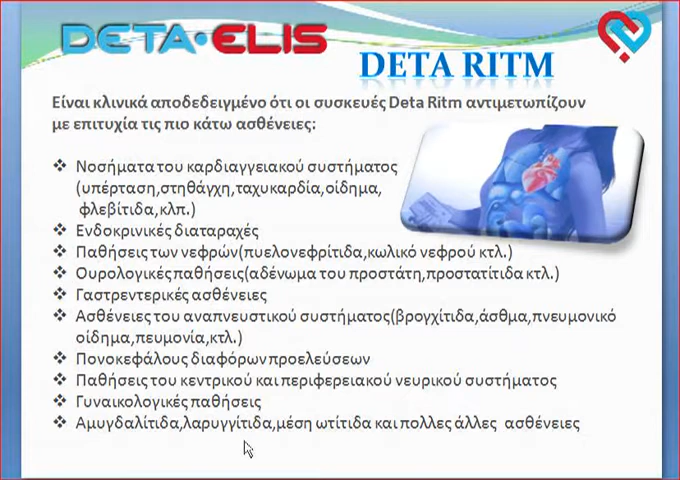 DETA·ELIS
DETA RITM
Είναι κλινικά αποδεδειγμένο ότι οι συσκευές Deta Ritm αντιμετωπίζουν
με επιτυχία τις πιο κάτω ασθένειες:
❖ Νοσήματα του καρδιαγγειακού συστήματος
(υπέρταση,στηθάγχη,ταχυκαρδία,οίδημα,
φλεβίτιδα,κλπ.)
❖ Ενδοκρινικές διαταραχές
❖ Παθήσεις των νεφρών(πυελονεφρίτιδα,κωλικό νεφρού κτλ.)
❖ Ουρολογικές παθήσεις(αδένωμα του προστάτη,προστατίτιδα κτλ.)
❖ Γαστρεντερικές ασθένειες
❖ Ασθένειες του αναπνευστικού συστήματος(βρογχίτιδα,άσθμα,πνευμονικό
οίδημα,πευμονία,κτλ.)
❖ Πονοκεφάλους διαφόρων προελεύσεων
❖ Παθήσεις του κεντρικού και περιφερειακού νευρικού συστήματος
❖ Γυναικολογικές παθήσεις
❖ Αμυγδαλίτιδα,λαρυγγίτιδα,μέση ωτίτιδα και πολλες άλλες ασθένειες